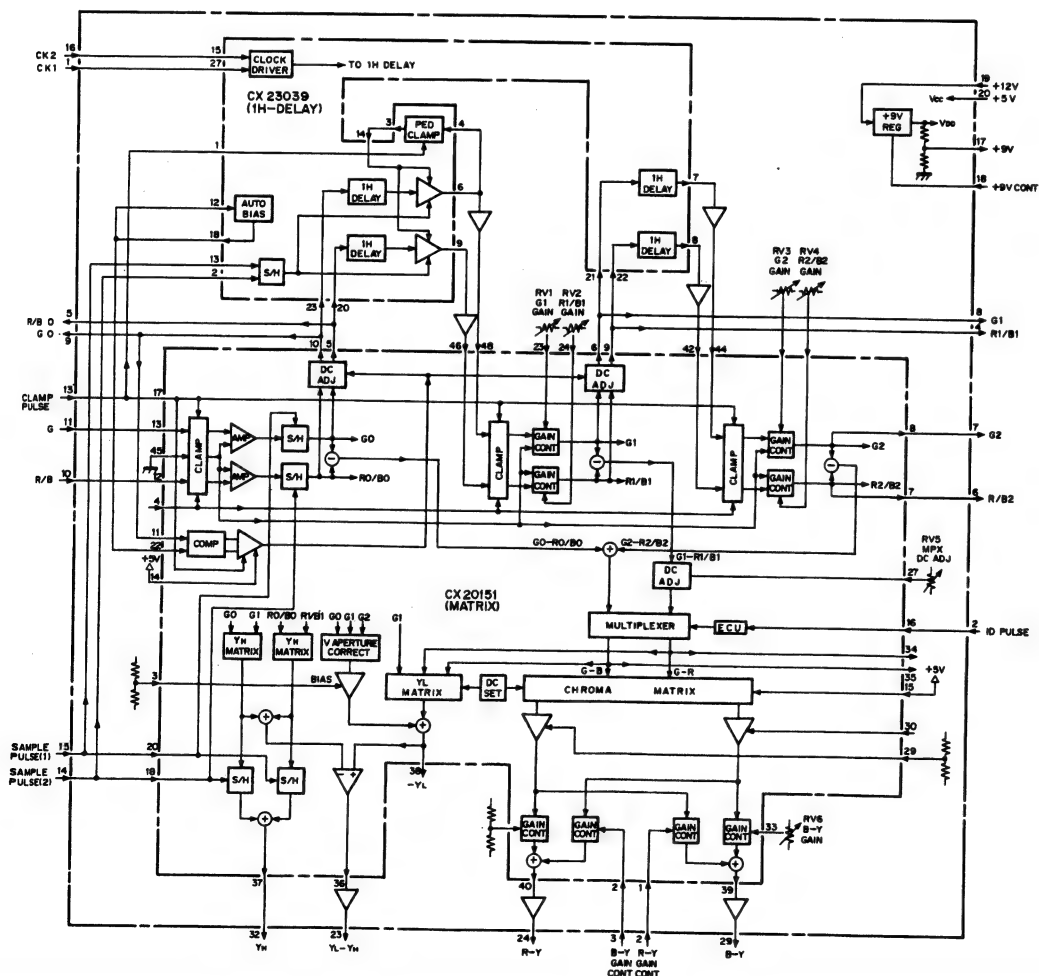 CK2 16
CK1 1
15
27
CLOCK DRIVER
TO 1H DELAY
CX 23039
(1H-DELAY)
3
4
14
PED CLAMP
1
12
AUTO BIAS
18
13
2
S/H
1H DELAY
1H DELAY
6
9
23
20
1H DELAY
7
1H DELAY
8
21
22
19
+12V
20
+5V
Vcc
+9V REG
VDD
17
+9V
18
+9V CONT
RV3 G2 GAIN
RV4 R2/B2 GAIN
RV1 G1 GAIN
RV2 R1/B1 GAIN
R/B O 5
G O 9
8
G1
4
R1/B1
10
5
46
48
23
24
6
9
42
44
DC ADJ
DC ADJ
CLAMP PULSE 13
17
G 11
13
45
R/B 10
4
CLAMP
AMP
AMP
S/H
S/H
GO
RO/BO
CLAMP
GAIN CONT
GAIN CONT
G1
R1/B1
CLAMP
GAIN CONT
GAIN CONT
G2
R2/B2
8
7
G2
7
6
R/B2
11
22
COMP
+5V
14
GO-RO/BO
G2-R2/B2
G1-R1/B1
DC ADJ
27
RV5 MPX DC ADJ
CX20151
(MATRIX)
MULTIPLEXER
ECU
16
2
ID PULSE
GO
G1
RO/BO
R1/B1
GO
G1
G2
G1
YH MATRIX
YH MATRIX
V APERTURE CORRECT
G-B
G-R
34
35
+5V
15
3
BIAS
YL MATRIX
DC SET
CHROMA MATRIX
30
29
SAMPLE PULSE(1) 15
20
SAMPLE PULSE(2) 14
18
S/H
S/H
38
-YL
GAIN CONT
GAIN CONT
GAIN CONT
GAIN CONT
33
RV6 B-Y GAIN
37
36
40
2
1
39
32
YH
23
YL-YH
24
R-Y
3
B-Y GAIN CONT
2
R-Y GAIN CONT
29
B-Y